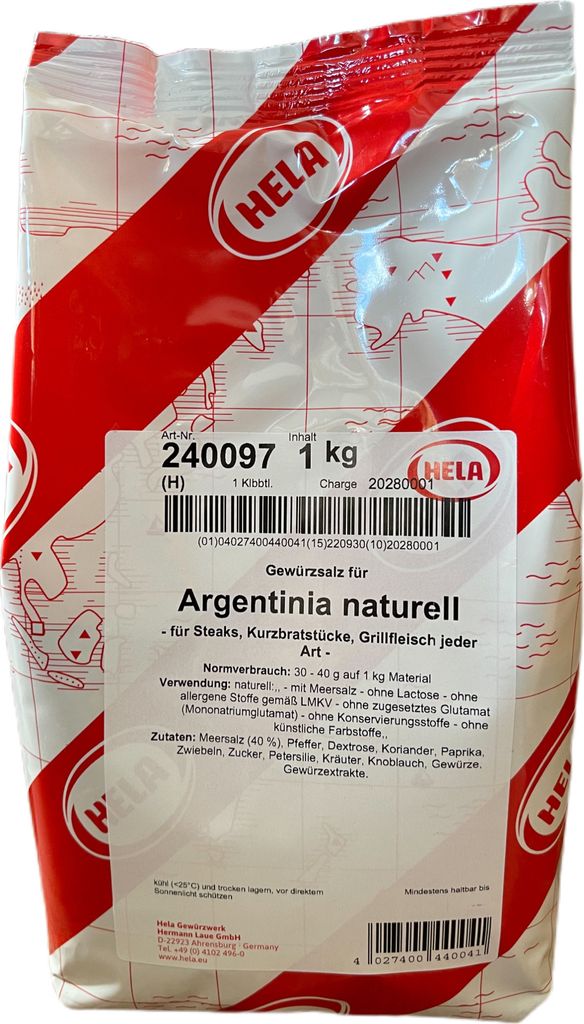 HELA
Art-Nr.
Inhalt
240097 1 kg
HELA
(H)
1 Klbbtl.
Charge 20280001
(01)04027400440041(15)220930(10)20280001
Gewürzsalz für
Argentinia naturell
- für Steaks, Kurzbratstücke, Grillfleisch jeder
Art -
Normverbrauch: 30 - 40 g auf 1 kg Material
Verwendung: naturell:,, - mit Meersalz - ohne Lactose - ohne
allergene Stoffe gemäß LMKV - ohne zugesetztes Glutamat
(Mononatriumglutamat) - ohne Konservierungsstoffe - ohne
künstliche Farbstoffe,,
Zutaten: Meersalz (40 %), Pfeffer, Dextrose, Koriander, Paprika,
Zwiebeln, Zucker, Petersilie, Kräuter, Knoblauch, Gewürze,
Gewürzextrakte.
HELA
HELA
kühl (<25°C) und trocken lagern, vor direktem
Sonnenlicht schützen
Mindestens haltbar bis
Hela Gewürzwerk
Hermann Laue GmbH
D-22923 Ahrensburg · Germany
Tel. +49 (0) 4102 496-0
www.hela.eu
4 027400 440041